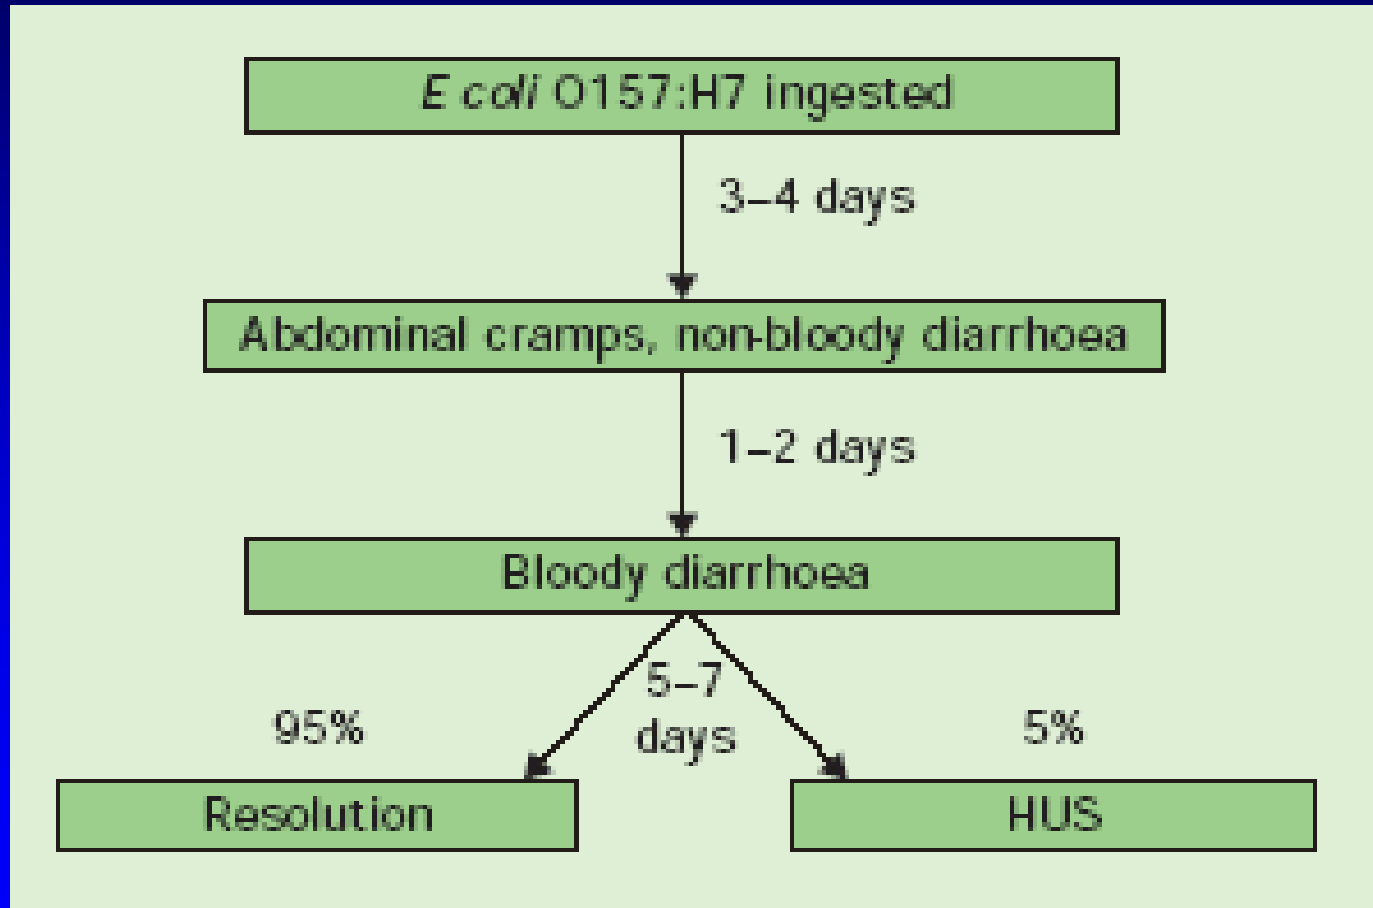 E coli O157:H7 ingested
3–4 days
Abdominal cramps, non-bloody diarrhoea
1–2 days
Bloody diarrhoea
5–7
days
95%
5%
Resolution
HUS